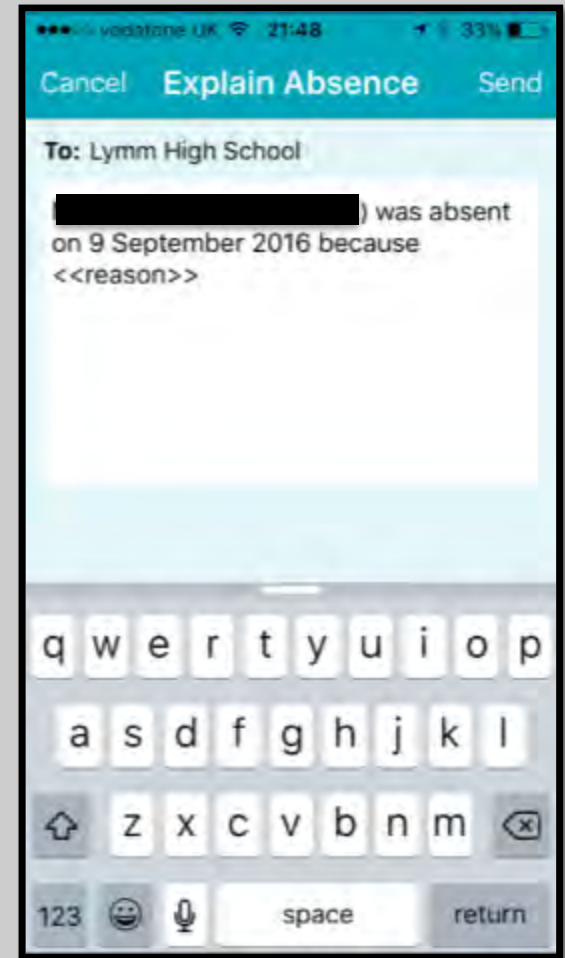 vodafone UK 21:48 33%
Cancel Explain Absence Send
To: Lymm High School
) was absent
on 9 September 2016 because
<<reason>>
q w e r t y u i o p
a s d f g h j k l
z x c v b n m
123 space return